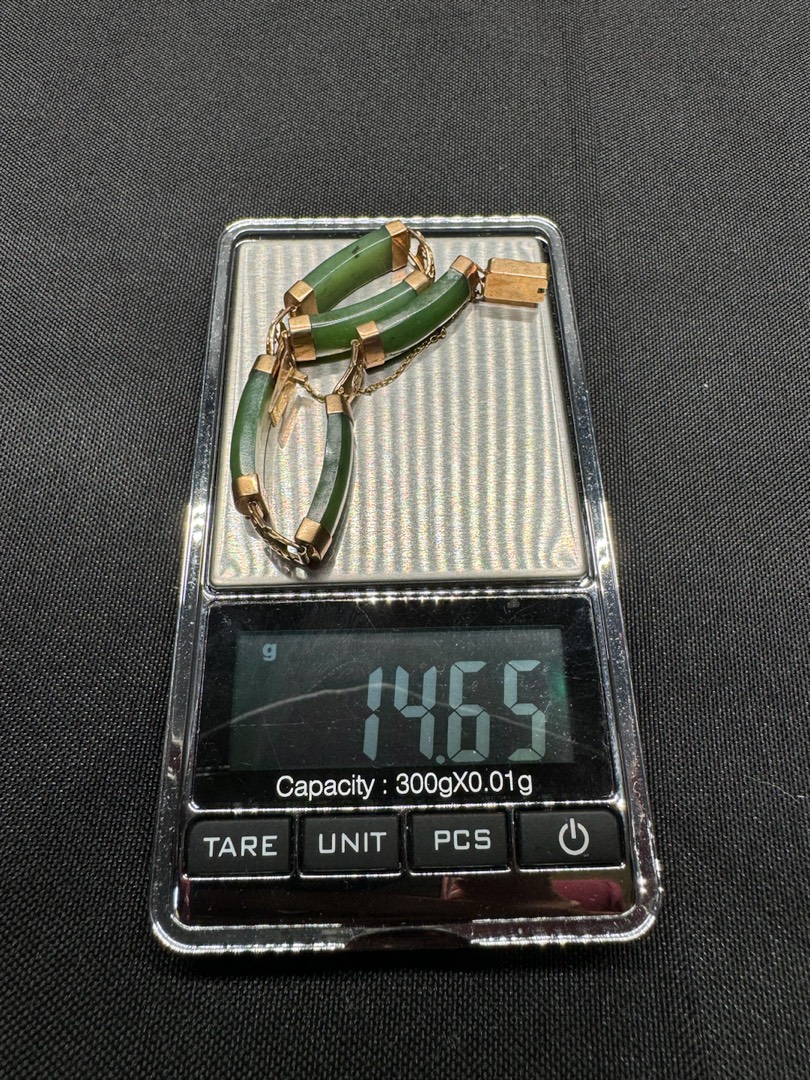 g
14.65
Capacity : 300gX0.01g
TARE UNIT PCS